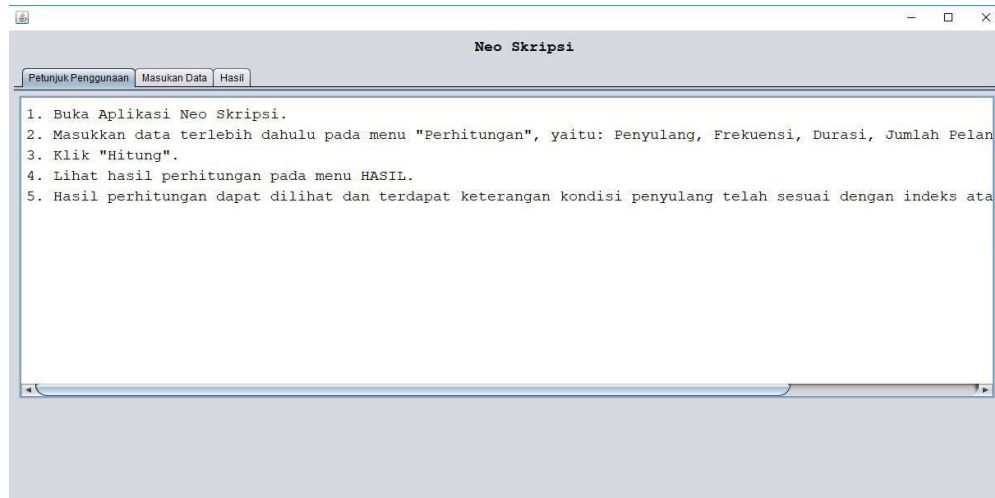 Neo Skripsi
Petunjuk Penggunaan Masukan Data Hasil
1. Buka Aplikasi Neo Skripsi.
2. Masukkan data terlebih dahulu pada menu "Perhitungan", yaitu: Penyulang, Frekuensi, Durasi, Jumlah Pelan
3. Klik "Hitung".
4. Lihat hasil perhitungan pada menu HASIL.
5. Hasil perhitungan dapat dilihat dan terdapat keterangan kondisi penyulang telah sesuai dengan indeks ata